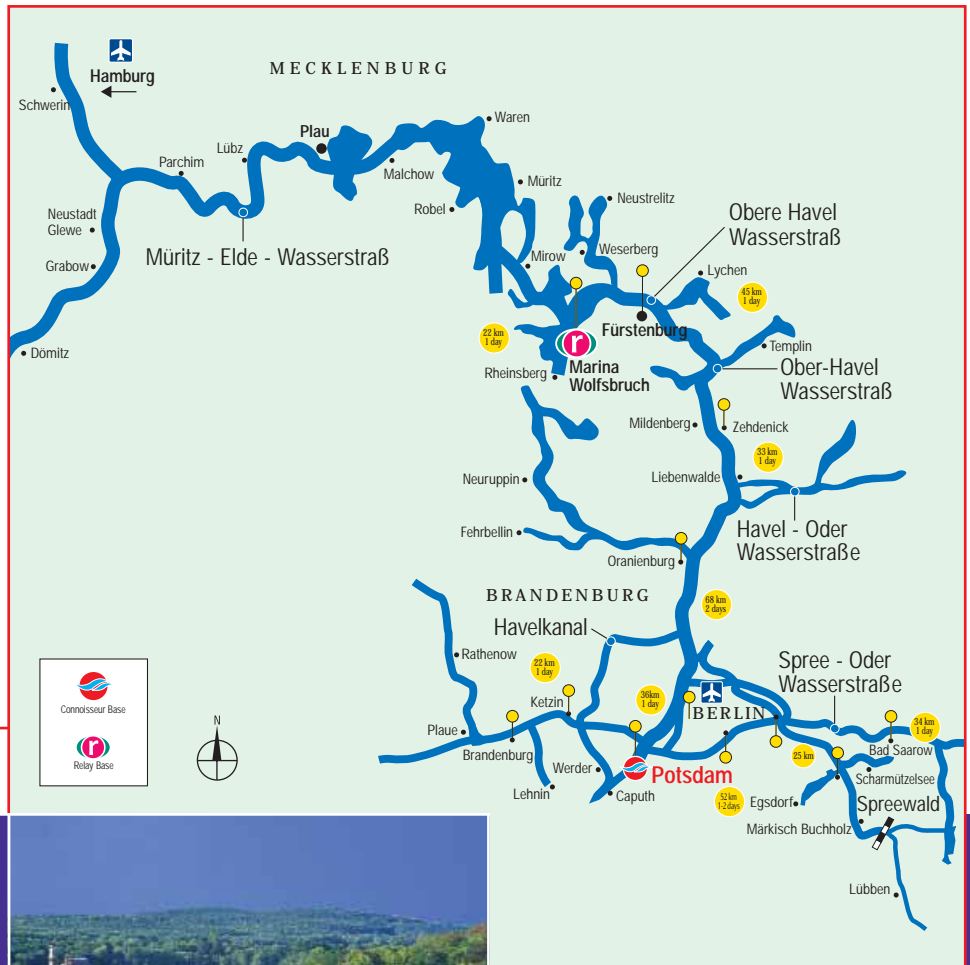 MECKLENBURG
Hamburg
Schwerin
Waren
Plau
Lübz
Parchim
Malchow
Müritz
Robel
Neustrelitz
Neustadt
Glewe
Obere Havel
Wasserstraß
Müritz - Elde - Wasserstraß
Weserberg
Mirow
Grabow
Lychen
45 km
1 day
Fürstenburg
22 km
1 day
r
Dömitz
Marina
Wolfsbruch
Templin
Rheinsberg
Ober-Havel
Wasserstraß
Mildenberg
Zehdenick
33 km
1 day
Neuruppin
Liebenwalde
Fehrbellin
Havel - Oder
Wasserstraße
Oranienburg
BRANDENBURG
68 km
2 days
Havelkanal
Rathenow
22 km
1 day
Spree - Oder
Wasserstraße
Connoisseur Base
r
Relay Base
N
Ketzin
36km
1 day
BERLIN
34 km
1 day
Plaue
Brandenburg
Bad Saarow
25 km
Werder
Potsdam
Scharmützelsee
Lehnin
Caputh
52 km
1-2 days
Egsdorf
Spreewald
Märkisch Buchholz
Lübben